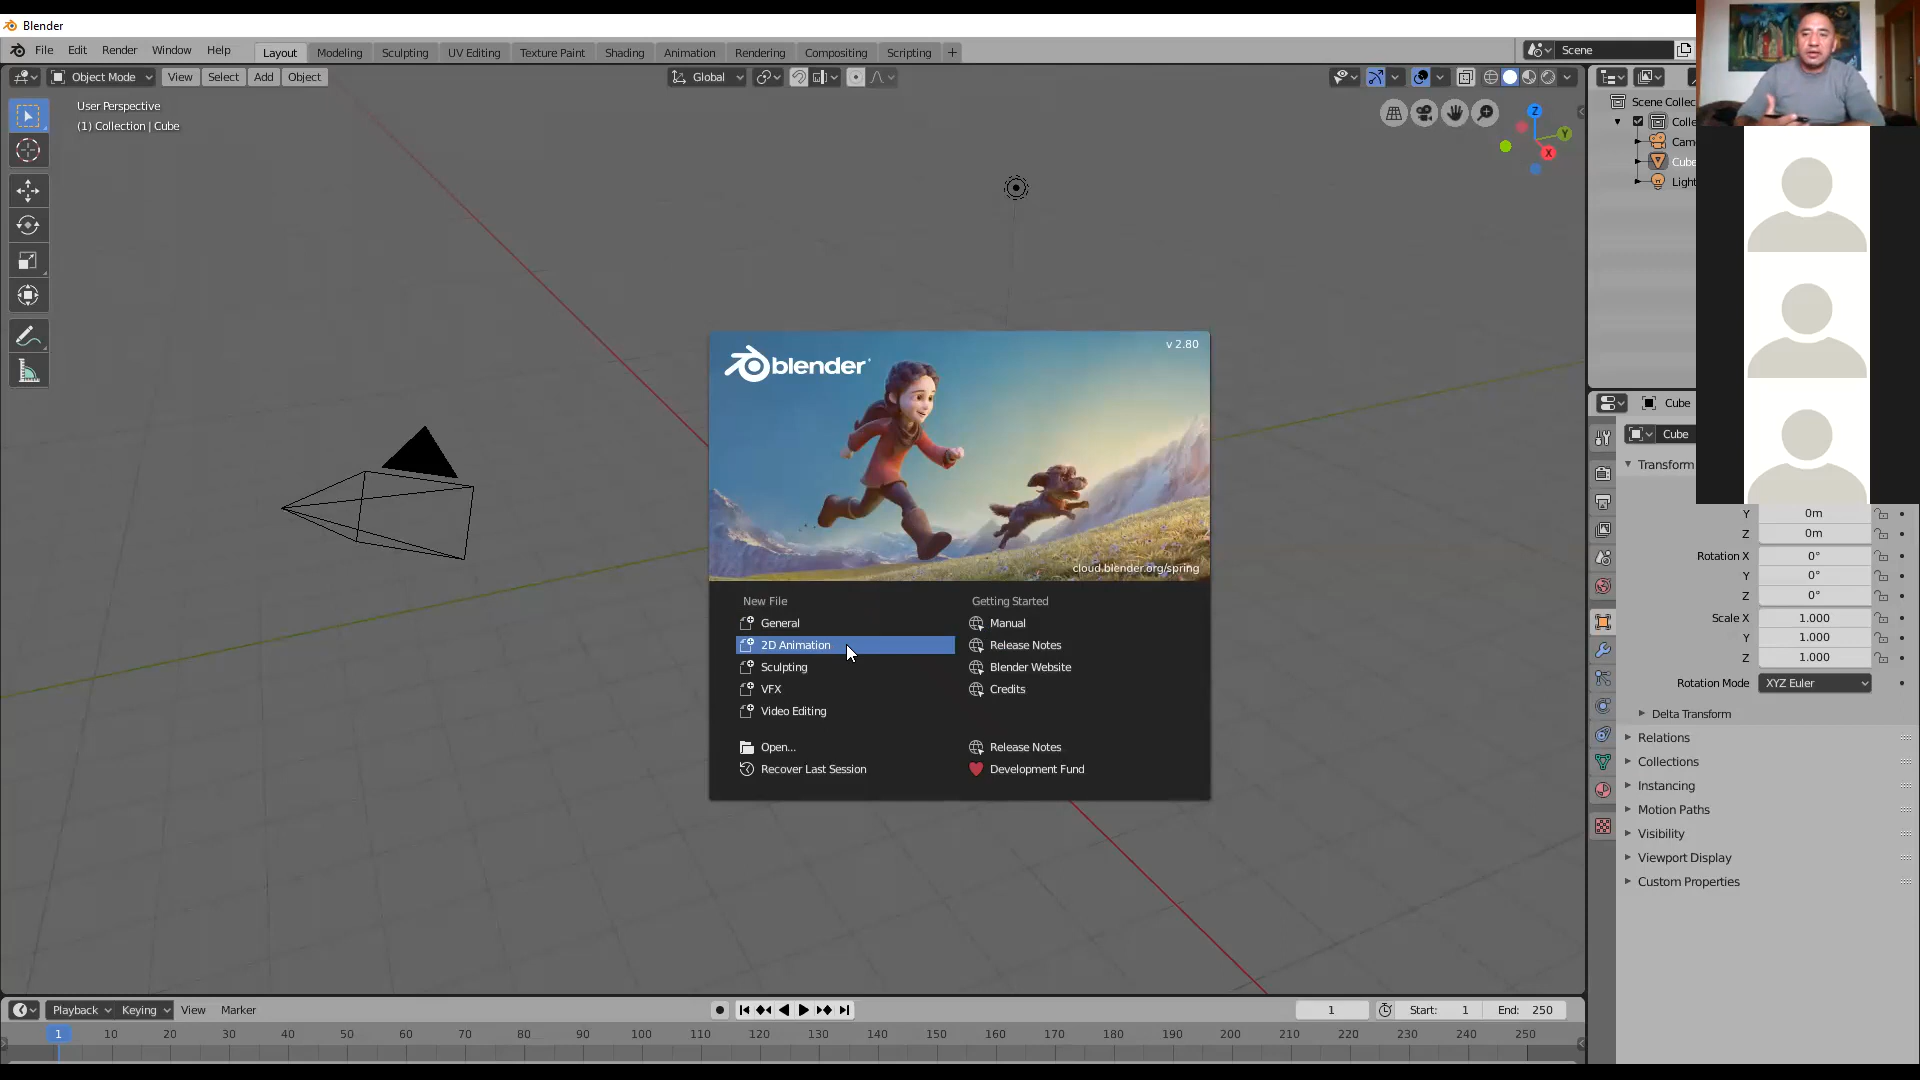 Blender
File Edit Render Window Help
Layout Modeling Sculpting UV Editing Texture Paint Shading Animation Rendering Compositing Scripting +
Scene
Object Mode View Select Add Object
Global
User Perspective
(1) Collection | Cube
Z
Y
X
Scene Collec
Colle
Cam
Cube
Light
blender
v 2.80
cloud.blender.org/spring
New File
General
2D Animation
Sculpting
VFX
Video Editing
Open...
Recover Last Session
Getting Started
Manual
Release Notes
Blender Website
Credits
Release Notes
Development Fund
Cube
Cube
Transform
Y 0m
Z 0m
Rotation X 0°
Y 0°
Z 0°
Scale X 1.000
Y 1.000
Z 1.000
Rotation Mode XYZ Euler
Delta Transform
Relations
Collections
Instancing
Motion Paths
Visibility
Viewport Display
Custom Properties
Playback Keying View Marker
1 Start: 1 End: 250
1 10 20 30 40 50 60 70 80 90 100 110 120 130 140 150 160 170 180 190 200 210 220 230 240 250